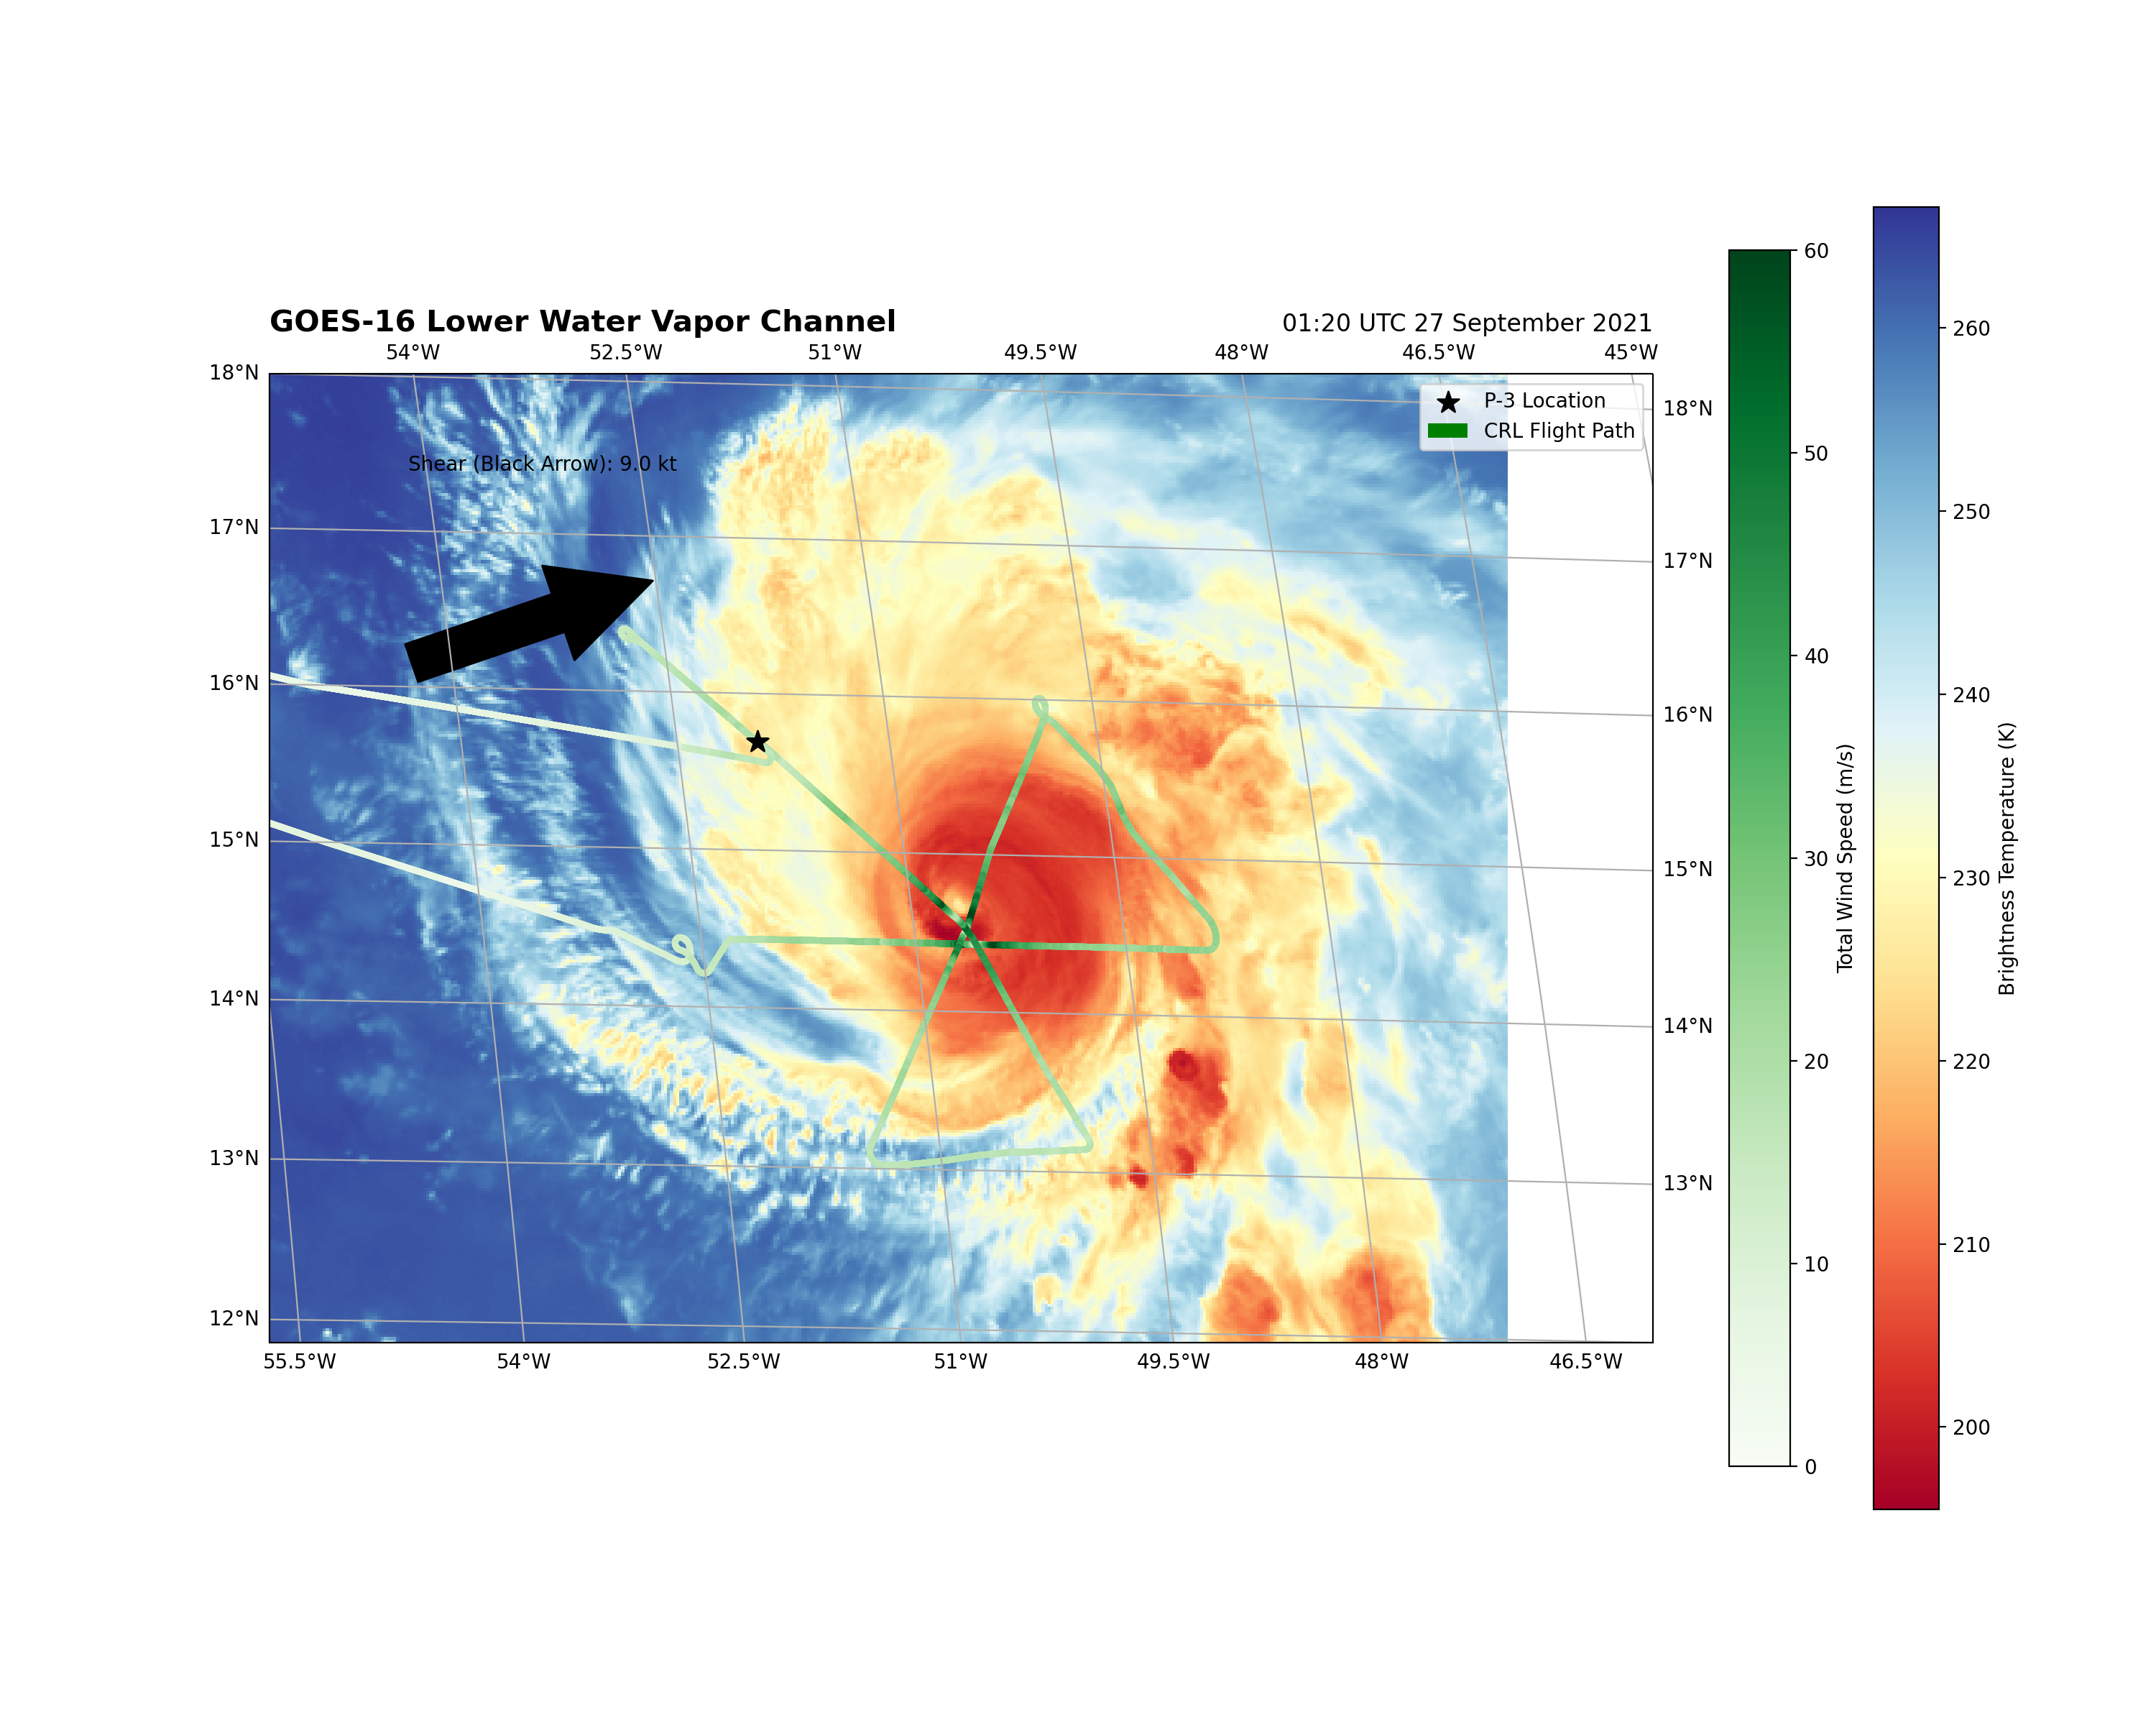 GOES-16 Lower Water Vapor Channel
01:20 UTC 27 September 2021
54°W 52.5°W 51°W 49.5°W 48°W 46.5°W 45°W
18°N
17°N
16°N
15°N
14°N
13°N
12°N
Shear (Black Arrow): 9.0 kt
P-3 Location
CRL Flight Path
18°N
17°N
16°N
15°N
14°N
13°N
55.5°W 54°W 52.5°W 51°W 49.5°W 48°W 46.5°W
60
50
40
30
20
10
0
Total Wind Speed (m/s)
260
250
240
230
220
210
200
Brightness Temperature (K)